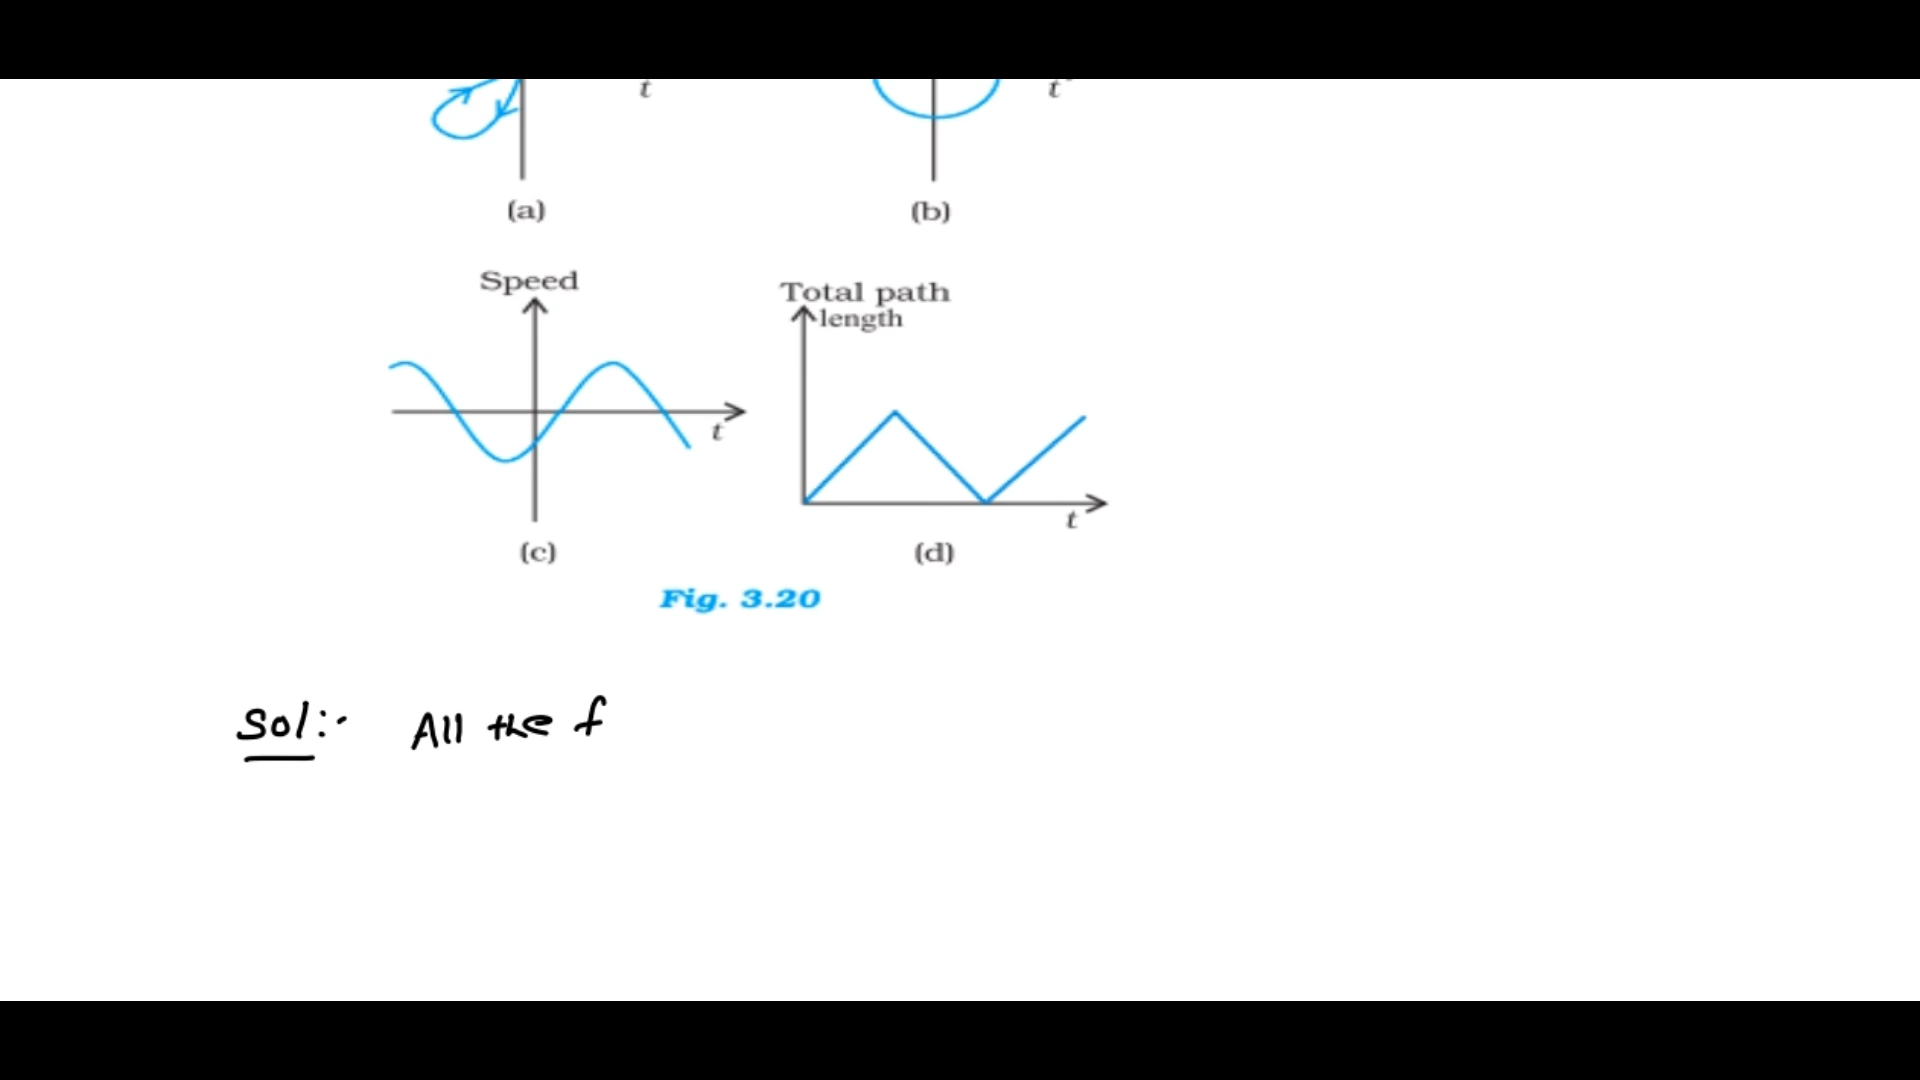 t
t
(a)
(b)
Speed
Total path
length
t
t
(c)
(d)
Fig. 3.20
Sol:- All the f